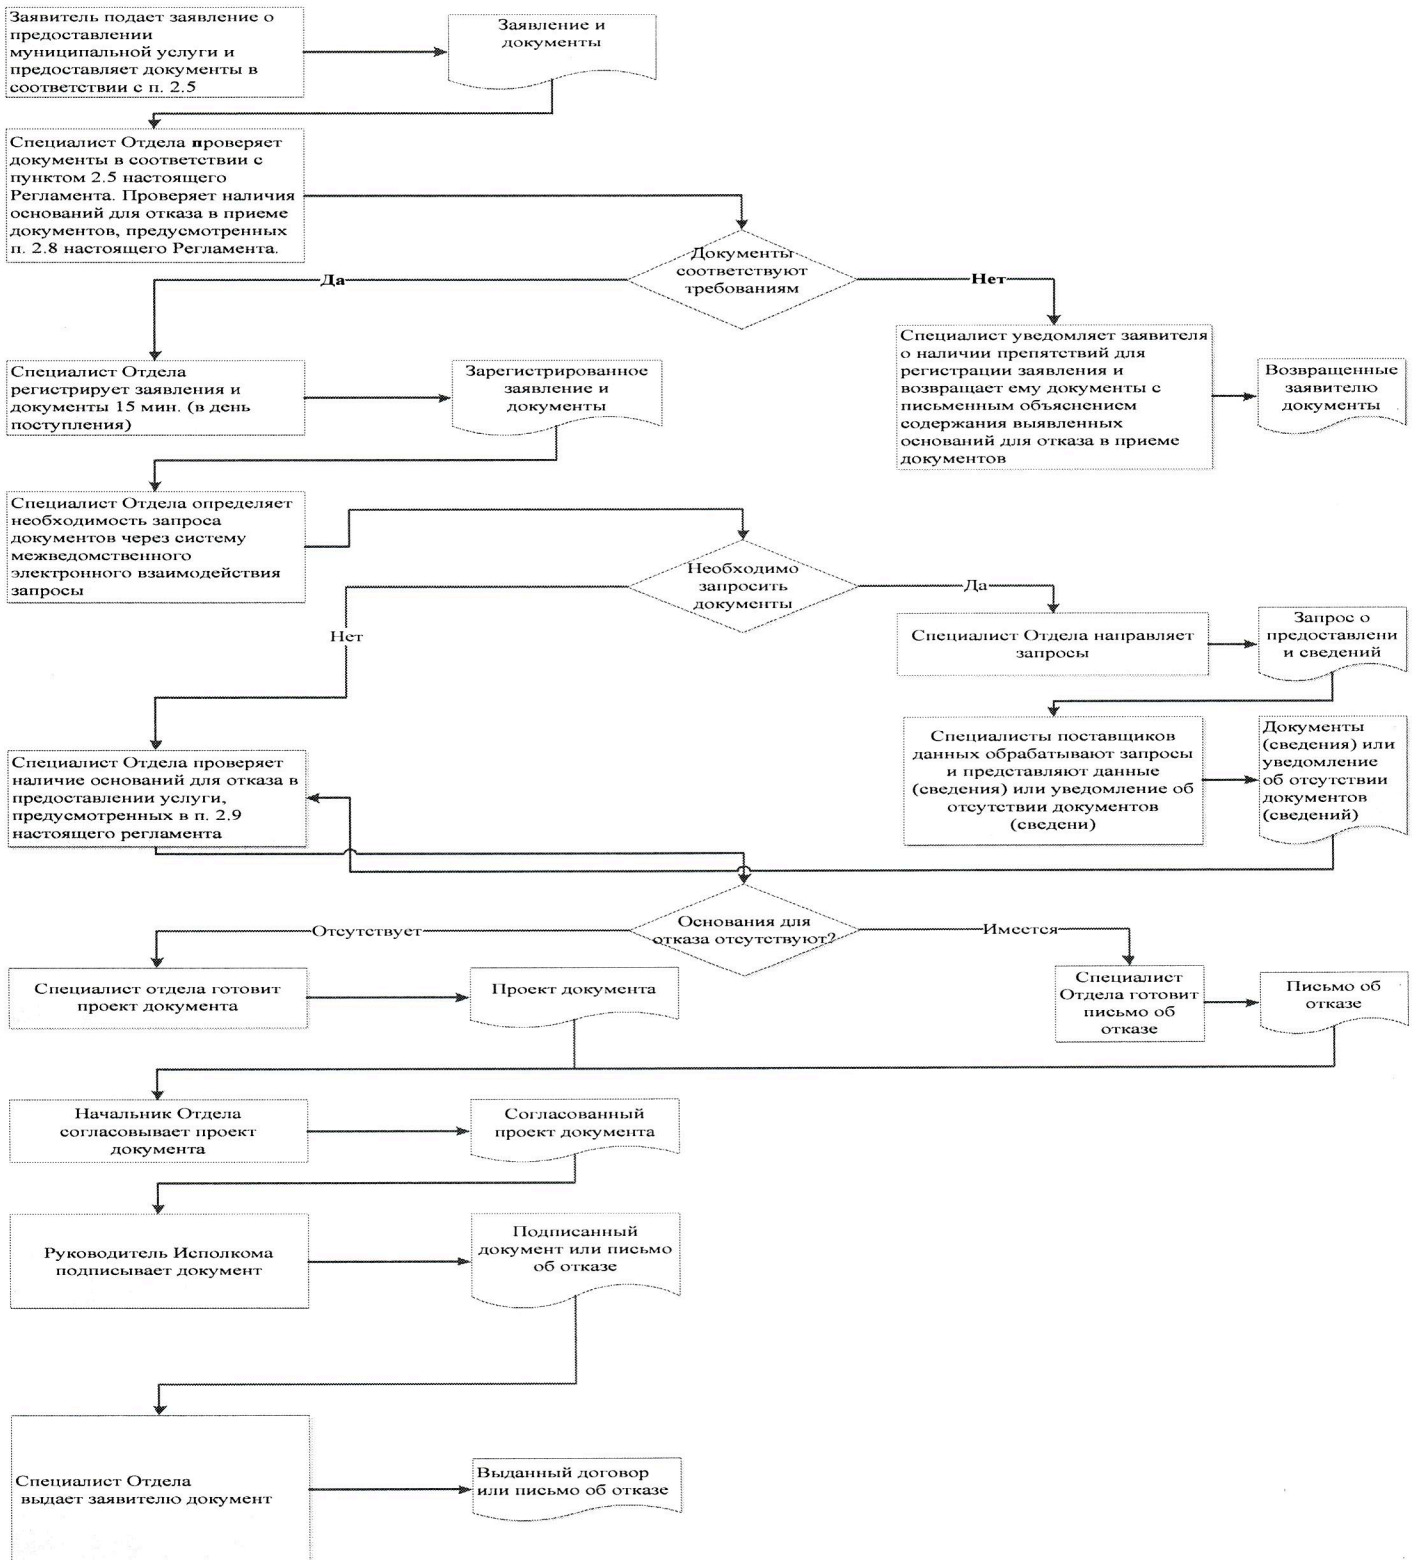 Заявитель подает заявление о
предоставлении
муниципальной услуги и
предоставляет документы в
соответствии с п. 2.5
Заявление и
документы
Специалист Отдела проверяет
документы в соответствии с
пунктом 2.5 настоящего
Регламента. Проверяет наличия
оснований для отказа в приеме
документов, предусмотренных
п. 2.8 настоящего Регламента.
Документы
соответствуют
требованиям
Да
Нет
Специалист Отдела
регистрирует заявления и
документы 15 мин. (в день
поступления)
Зарегистрированное
заявление и
документы
Специалист уведомляет заявителя
о наличии препятствий для
регистрации заявления и
возвращает ему документы с
письменным объяснением
содержания выявленных
оснований для отказа в приеме
документов
Возвращенные
заявителю
документы
Специалист Отдела определяет
необходимость запроса
документов через систему
межведомственного
электронного взаимодействия
запросы
Необходимо
запросить
документы
Да
Нет
Специалист Отдела направляет
запросы
Запрос о
предоставлени
и сведений
Специалисты поставщиков
данных обрабатывают запросы
и представляют данные
(сведения) или уведомление об
отсутствии документов
(сведени)
Документы
(сведения) или
уведомление
об отсутствии
документов
(сведений)
Специалист Отдела проверяет
наличие оснований для отказа в
предоставлении услуги,
предусмотренных в п. 2.9
настоящего регламента
Основания для
отказа отсутствуют?
Отсутствует
Имеется
Специалист отдела готовит
проект документа
Проект документа
Специалист
Отдела готовит
письмо об
отказе
Письмо об
отказе
Начальник Отдела
согласовывает проект
документа
Согласованный
проект документа
Руководитель Исполкома
подписывает документ
Подписанный
документ или письмо
об отказе
Специалист Отдела
выдает заявителю документ
Выданный договор
или письмо об отказе